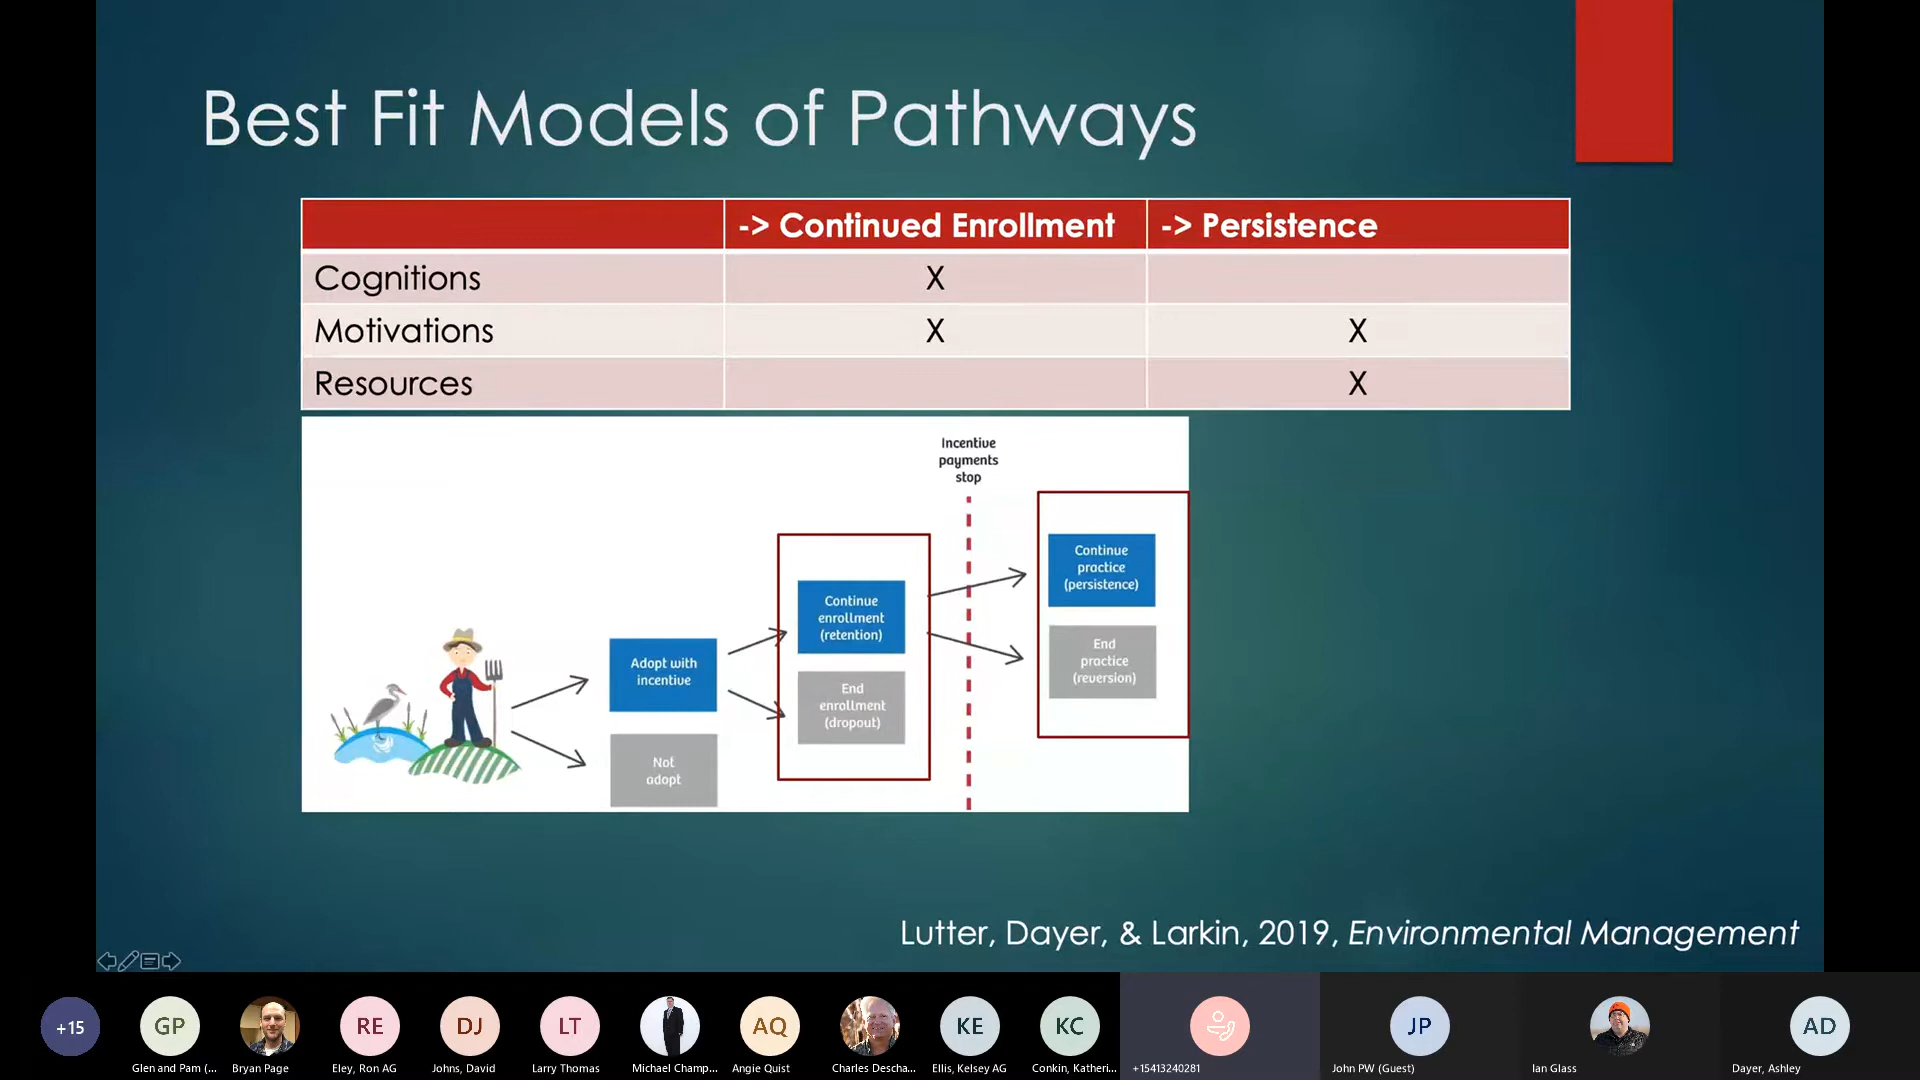 Best Fit Models of Pathways
-> Continued Enrollment -> Persistence
Cognitions X
Motivations X X
Resources X
Incentive
payments
stop
Continue
practice
(persistence)
Continue
enrollment
(retention)
End
practice
(reversion)
Adopt with
incentive
End
enrollment
(dropout)
Not
adopt
Lutter, Dayer, & Larkin, 2019, Environmental Management
+15 GP RE DJ LT AQ KE KC JP AD
Glen and Pam (... Bryan Page Eley, Ron AG Johns, David Larry Thomas Michael Champ... Angie Quist Charles Descha... Ellis, Kelsey AG Conkin, Katheri... +15413240281 John PW (Guest) Ian Glass Dayer, Ashley